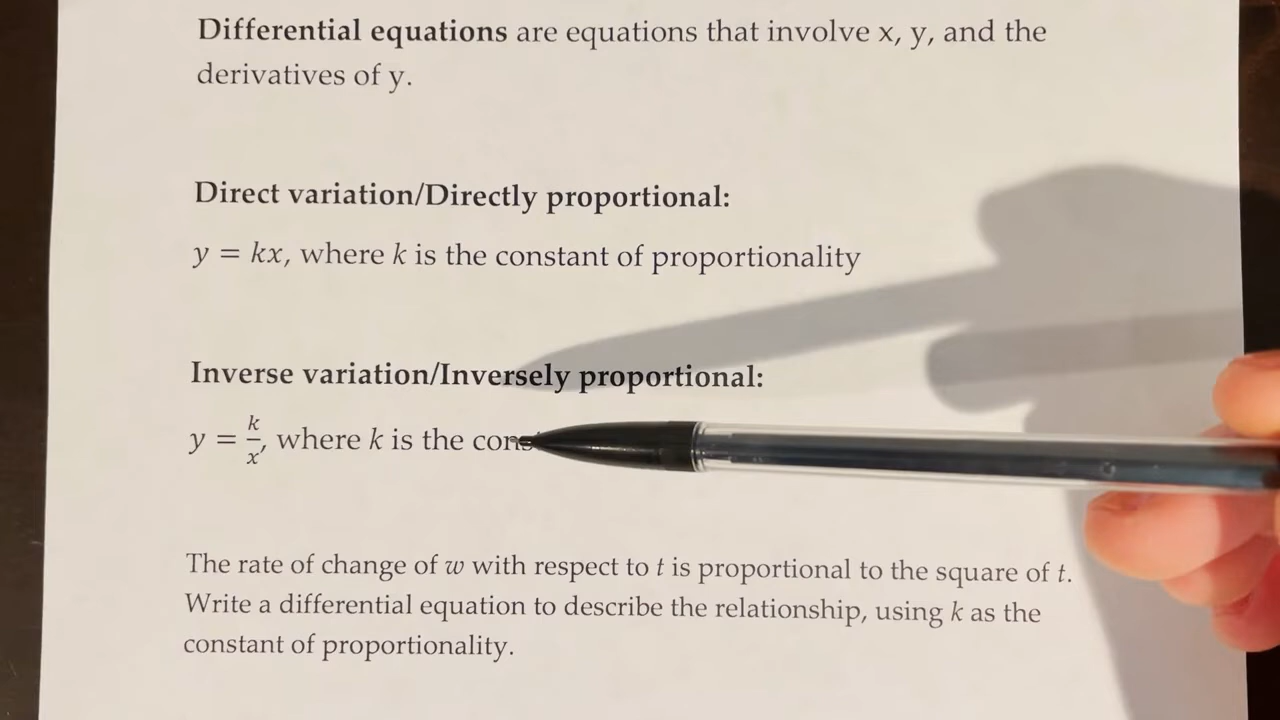 Differential equations are equations that involve x, y, and the
derivatives of y.
Direct variation/Directly proportional:
y = kx, where k is the constant of proportionality
Inverse variation/Inversely proportional:
y = k/x, where k is the
The rate of change of w with respect to t is proportional to the square of t.
Write a differential equation to describe the relationship, using k as the
constant of proportionality.